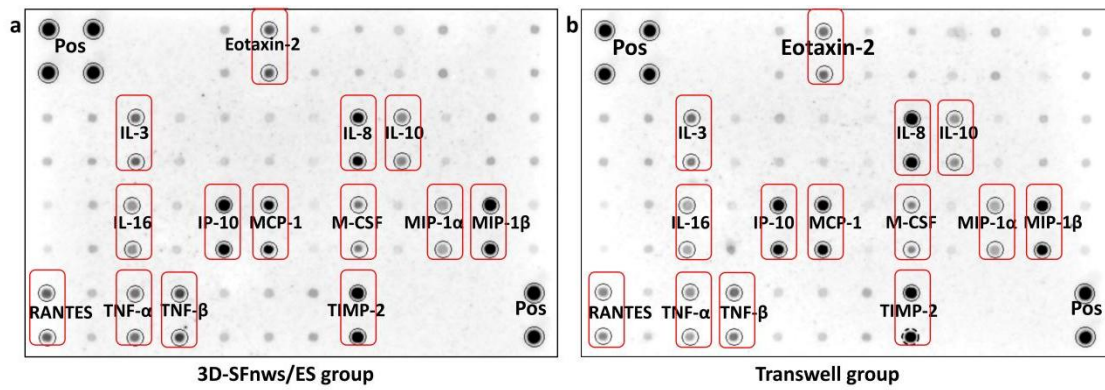 a
Pos
Eotaxin-2
IL-3
IL-8
IL-10
IL-16
IP-10
MCP-1
M-CSF
MIP-1α
MIP-1β
RANTES
TNF-α
TNF-β
TIMP-2
Pos
3D-SFnws/ES group
b
Pos
Eotaxin-2
IL-3
IL-8
IL-10
IL-16
IP-10
MCP-1
M-CSF
MIP-1α
MIP-1β
RANTES
TNF-α
TNF-β
TIMP-2
Pos
Transwell group